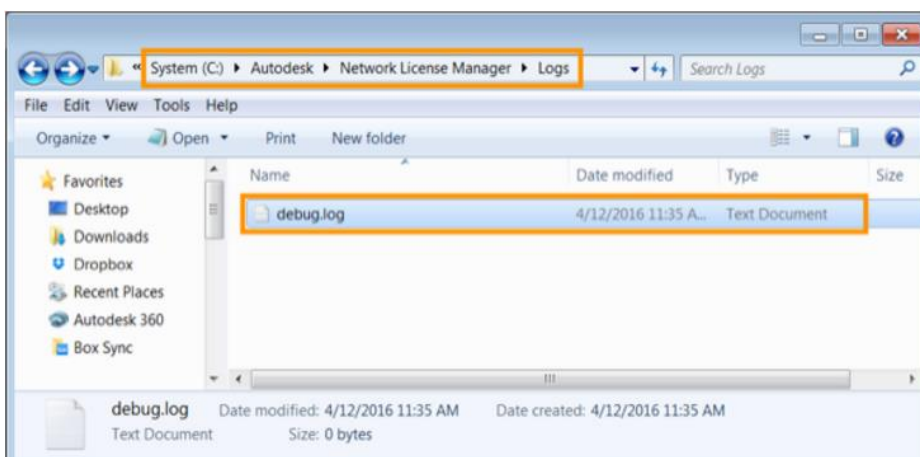 « System (C:) ▸ Autodesk ▸ Network License Manager ▸ Logs Search Logs
File Edit View Tools Help
Organize Open Print New folder
Favorites
Desktop
Downloads
Dropbox
Recent Places
Autodesk 360
Box Sync
Name Date modified Type Size
debug.log 4/12/2016 11:35 A... Text Document
debug.log Date modified: 4/12/2016 11:35 AM Date created: 4/12/2016 11:35 AM
Text Document Size: 0 bytes